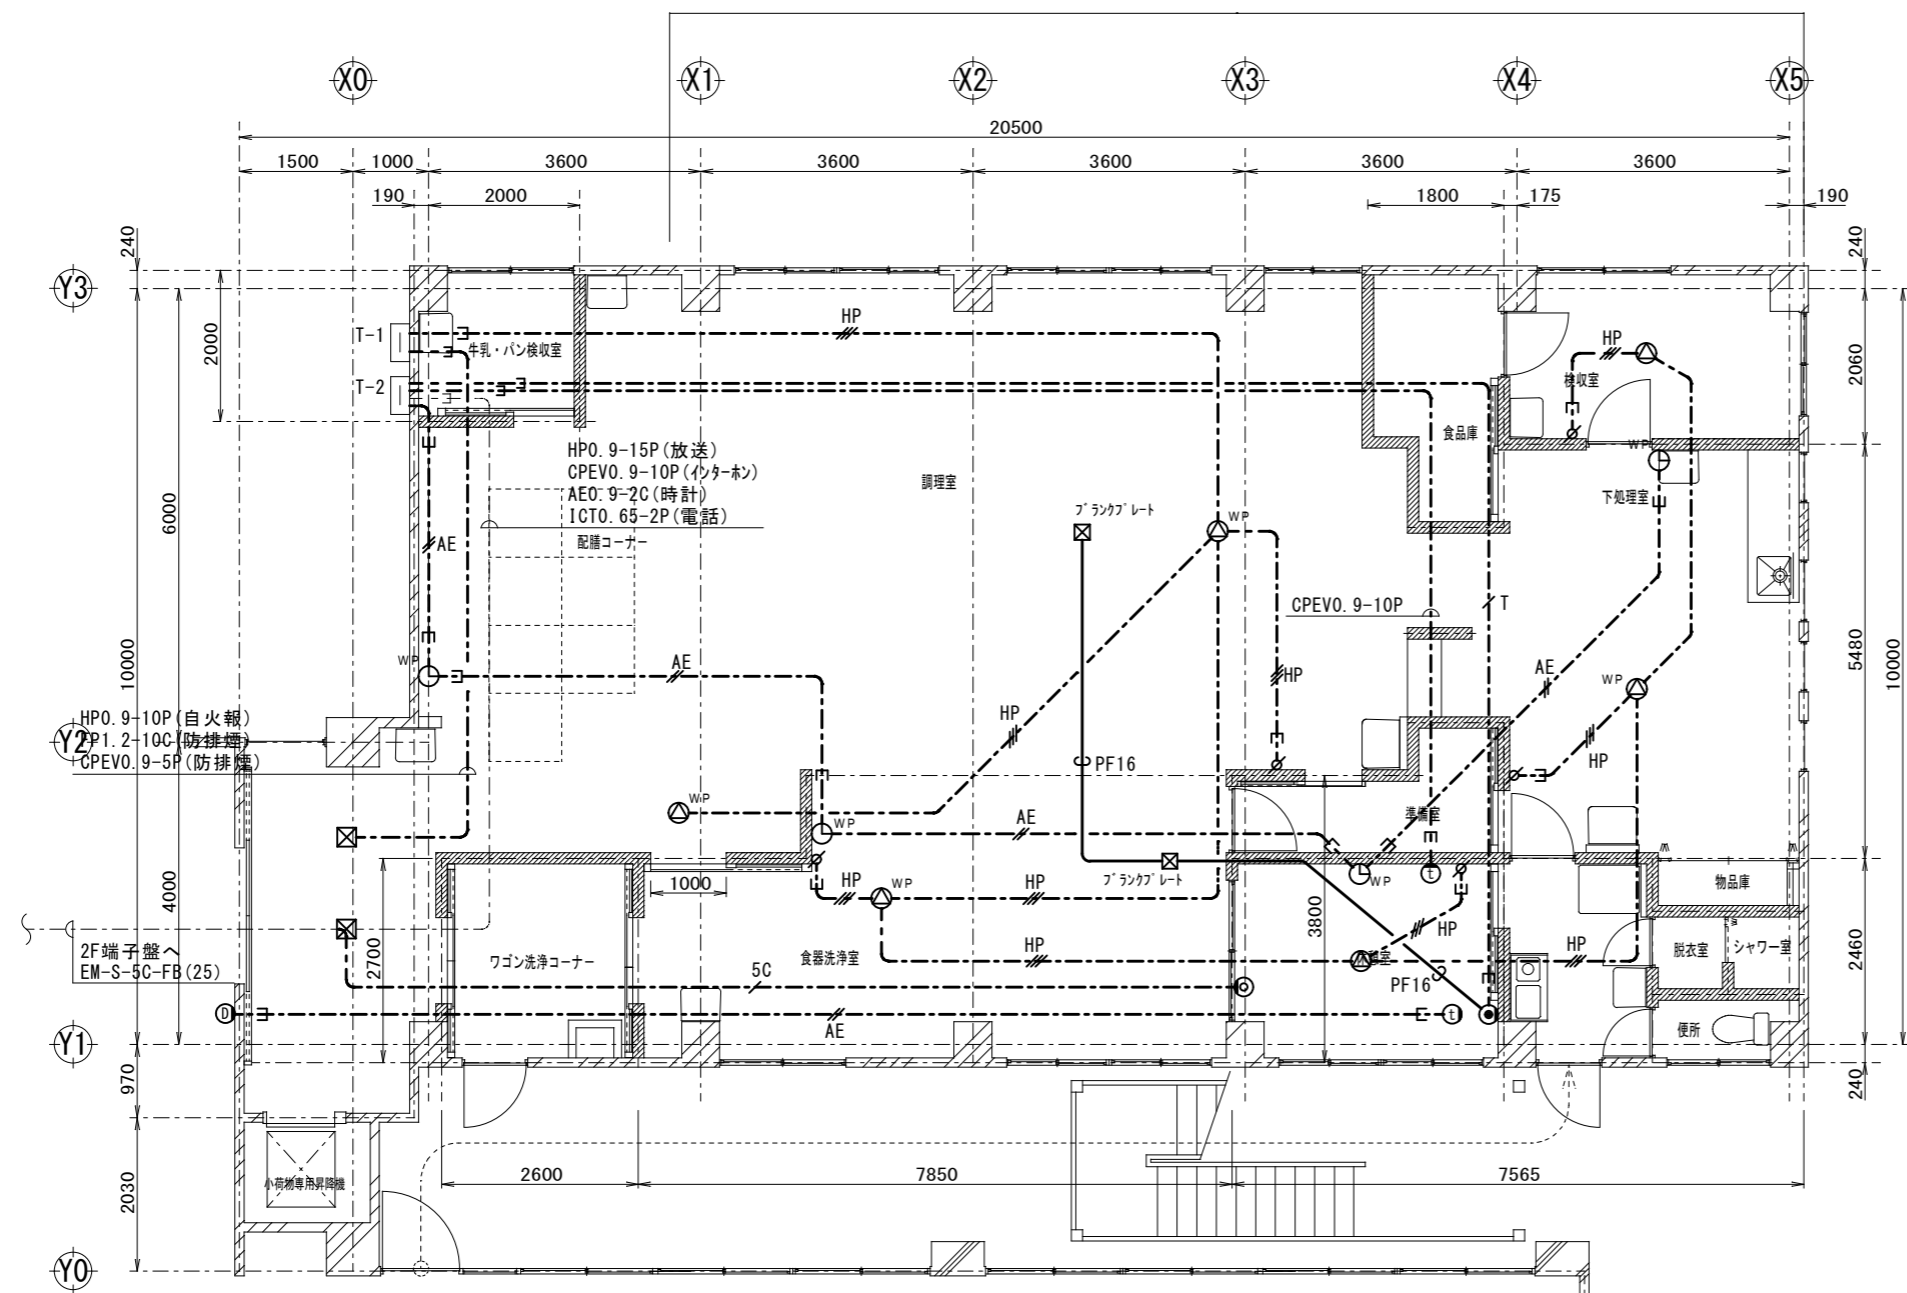 X0 X1 X2 X3 X4 X5
20500
1500 1000 3600 3600 3600 3600 3600
190 2000 1800 175 190
240 240
Y3
HP
T-1
牛乳・パン検収室
HP
2000
2060
T-2
検収室
食品庫
WP
HP0.9-15P(放送)
CPEV0.9-10P(インターホン)
AE0.9-2C(時計)
ICT0.65-2P(電話)
調理室
下処理室
ブランクプレート
WP
6000
AE
配膳コーナー
CPEV0.9-10P
T
5480
10000
10000
WP
AE
AE
WP
HP
HP
HP0.9-10P(自火報)
FP1.2-10C(防排煙)
CPEV0.9-5P(防排煙)
Y2
PF16
HP
WP
WP
AE
準備室
1000
ブランクプレート
WP
物品庫
4000
HP
WP
HP
3800
HP
2F端子盤へ
EM-S-5C-FB(25)
2700
ワゴン洗浄コーナー
食器洗浄室
HP
HP
脱衣室
シャワー室
2460
5C
PF16
D
AE
t
t
便所
Y1
970
240
2030
小荷物専用昇降機
2600 7850 7565
Y0